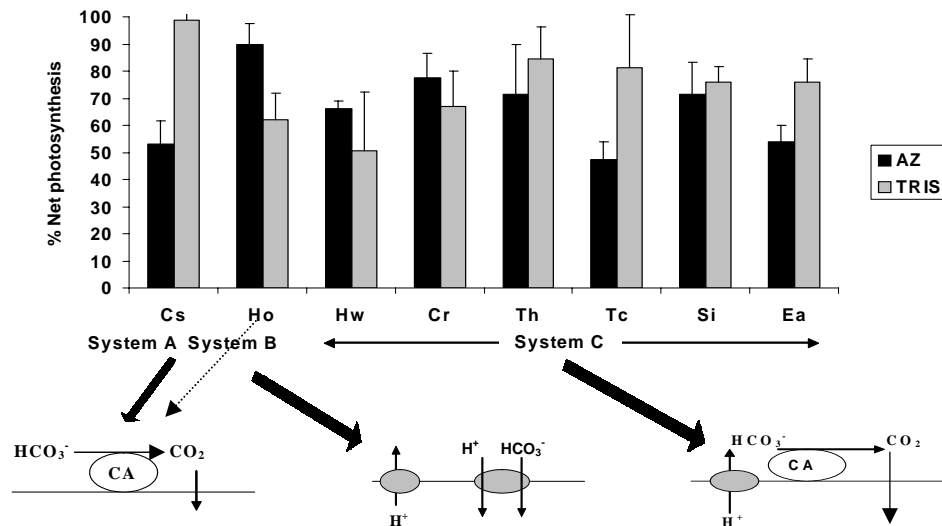 % Net photosynthesis
100
90
80
70
60
50
40
30
20
10
0
AZ
TRIS
Cs Ho Hw Cr Th Tc Si Ea
System A System B System C
HCO₃⁻ CO₂
CA
H⁺
H⁺ HCO₃⁻
HCO₃⁻ CO₂
CA
H⁺